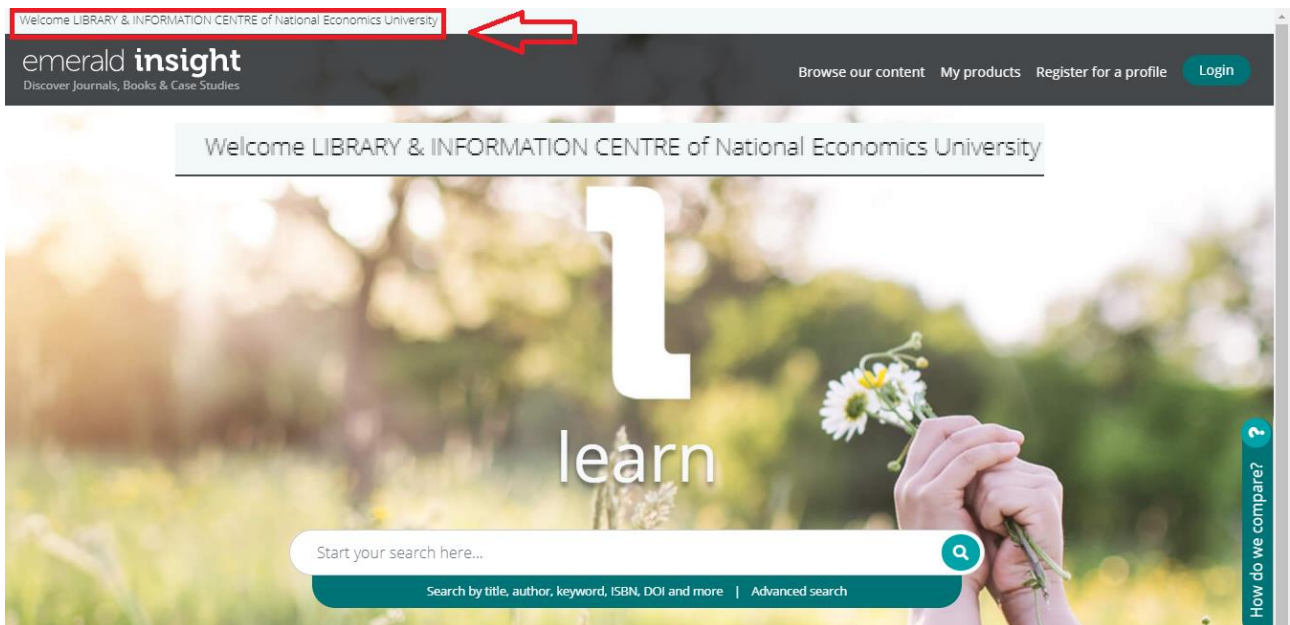 Welcome LIBRARY & INFORMATION CENTRE of National Economics University
emerald insight
Discover Journals, Books & Case Studies
Browse our content My products Register for a profile Login
Welcome LIBRARY & INFORMATION CENTRE of National Economics University
l
learn
Start your search here...
Search by title, author, keyword, ISBN, DOI and more | Advanced search
How do we compare? ?